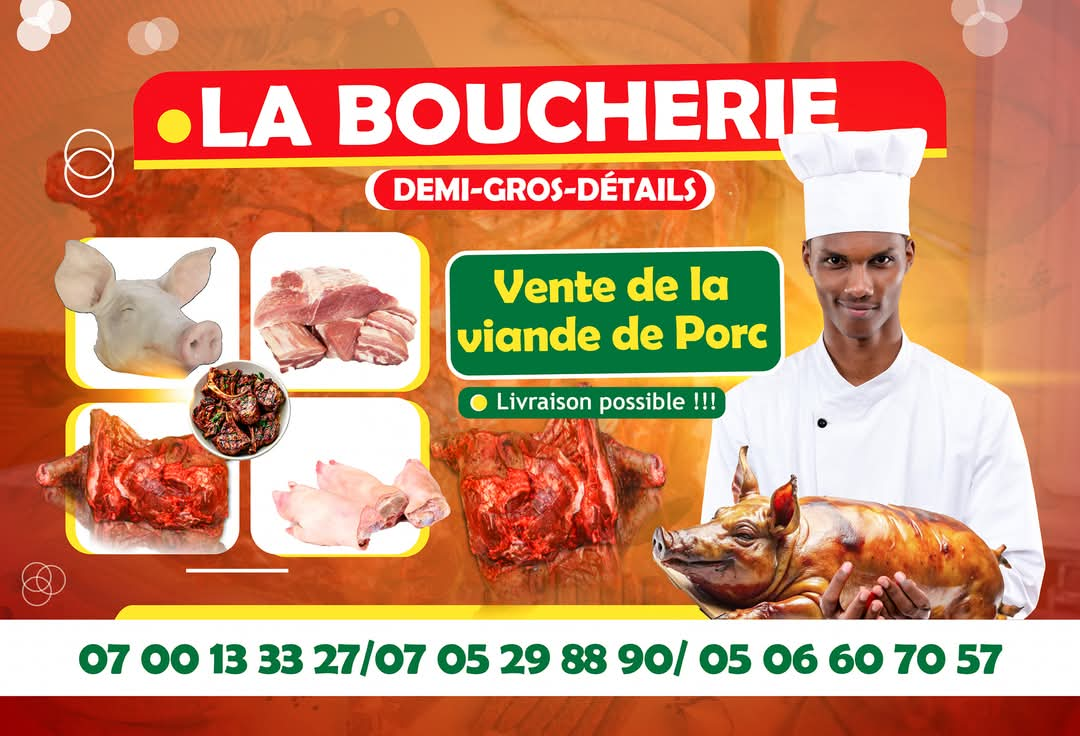 LA BOUCHERIE
DEMI-GROS-DÉTAILS
Vente de la
viande de Porc
Livraison possible !!!
07 00 13 33 27/07 05 29 88 90/ 05 06 60 70 57